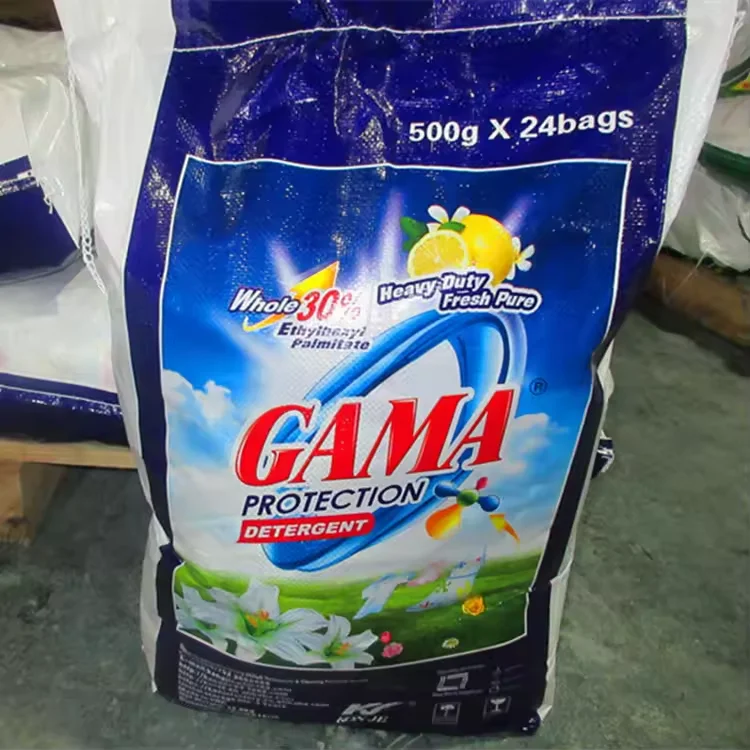 500g X 24bags
Whole 30%
Ethylhexyl
Palmitate
Heavy Duty
Fresh Pure
GAMA
®
PROTECTION
DETERGENT